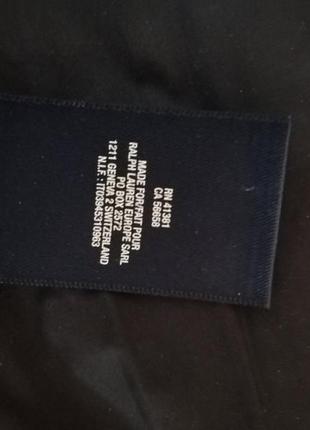 RN 41381
CA 56658
MADE FOR/FAIT POUR
RALPH LAUREN EUROPE SARL
PO BOX 2572
1211 GENEVA 2 SWITZERLAND
N.I.F.: IT03945310963